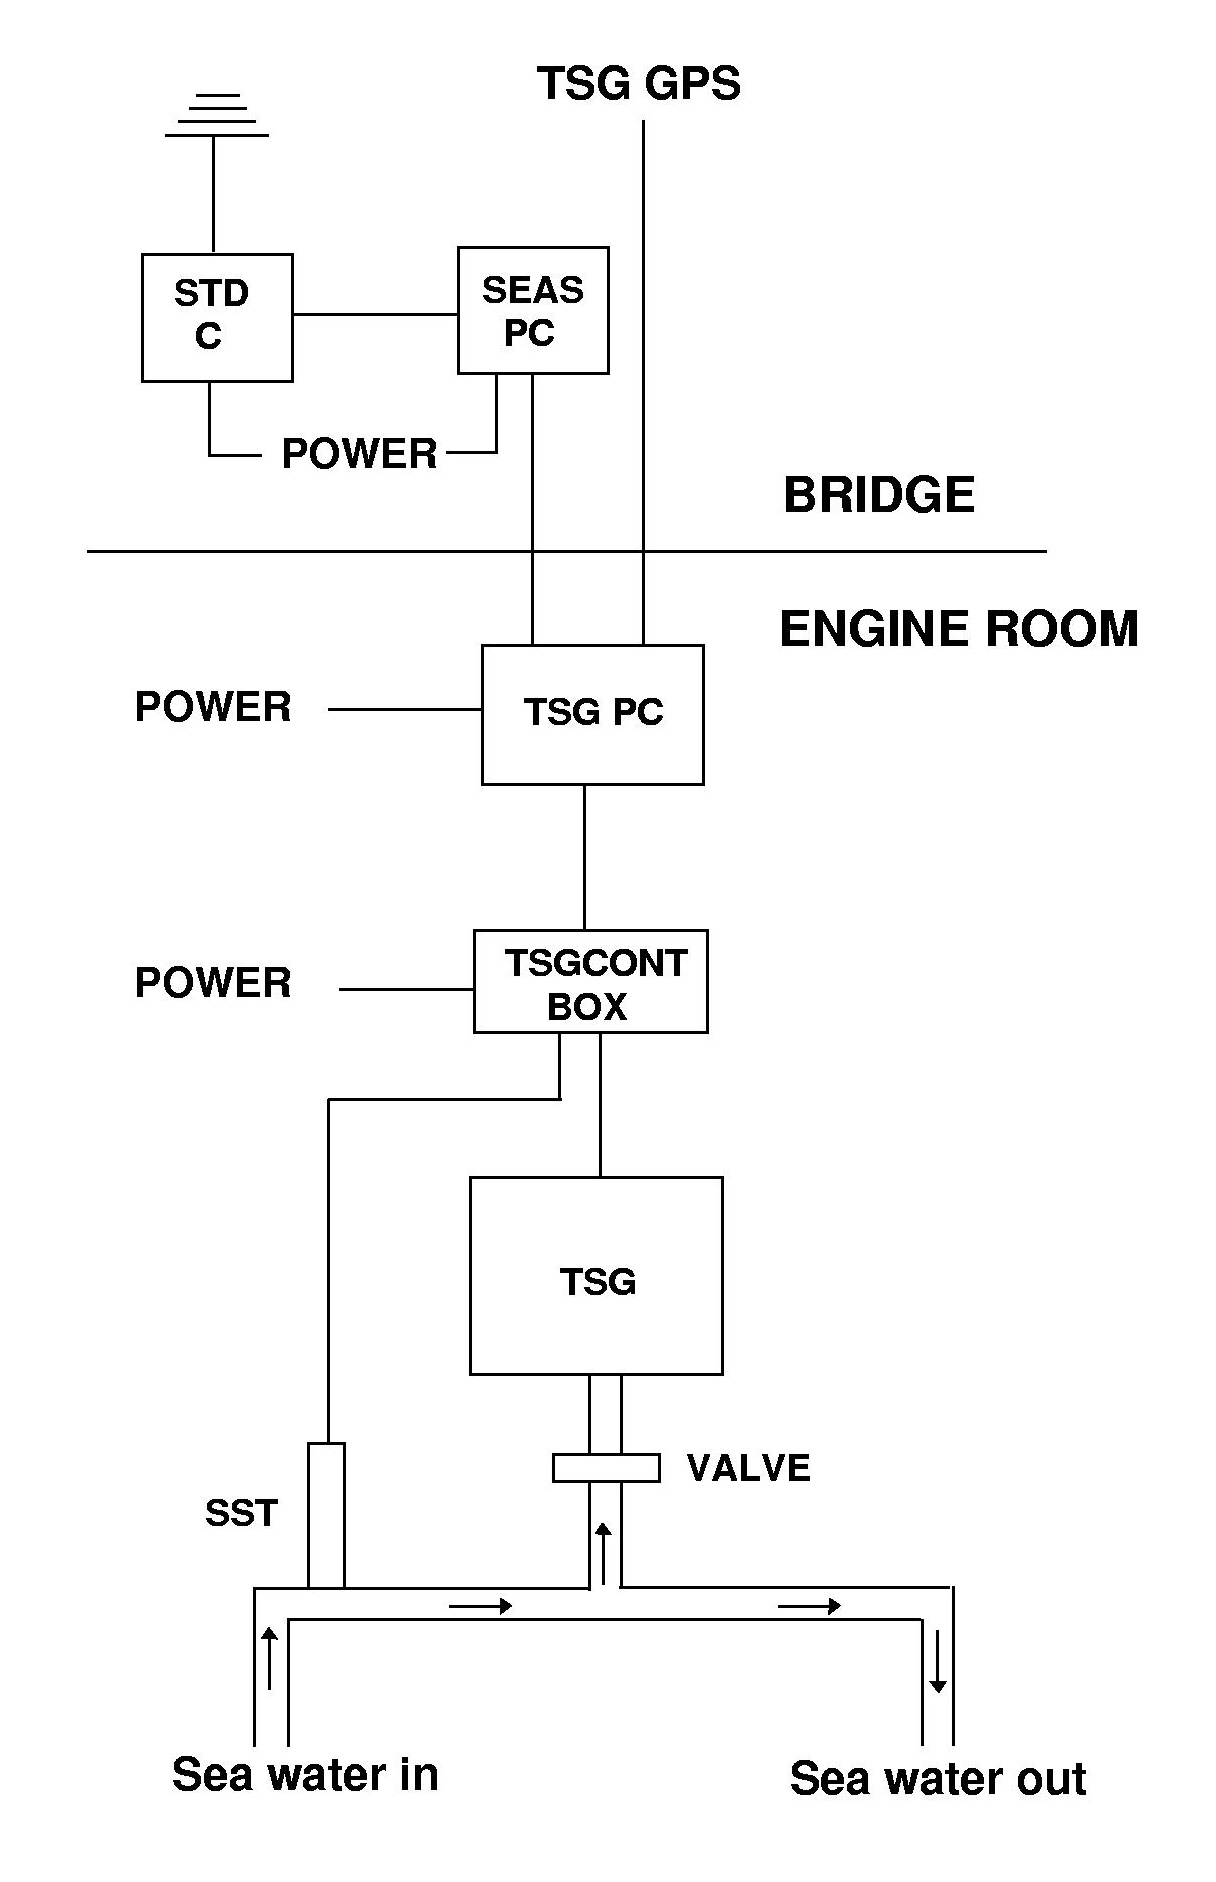 TSG GPS
STD
C
SEAS
PC
POWER
BRIDGE
ENGINE ROOM
POWER
TSG PC
POWER
TSGCONT
BOX
TSG
VALVE
SST
Sea water in
Sea water out